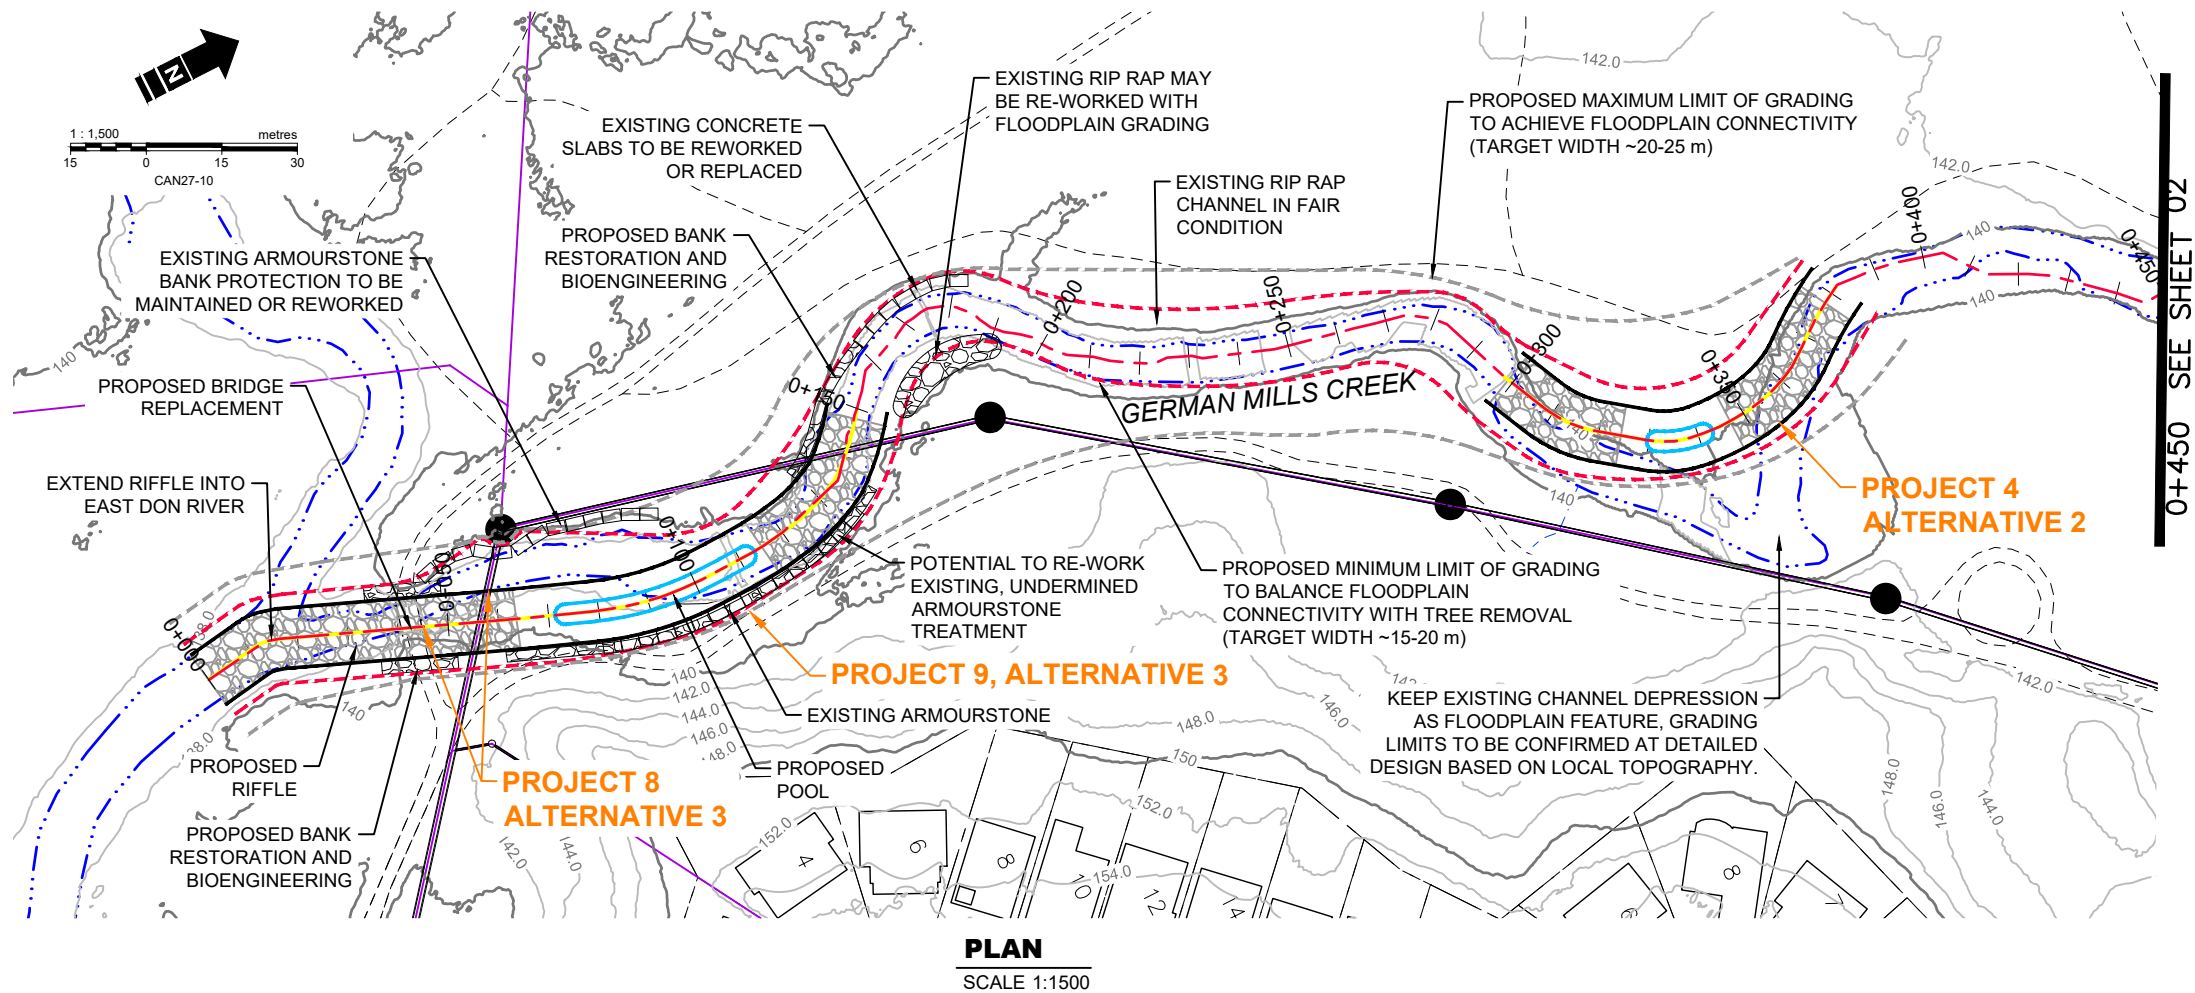 N
1 : 1,500 metres
15 0 15 30
CAN27-10
EXISTING RIP RAP MAY
BE RE-WORKED WITH
FLOODPLAIN GRADING
EXISTING CONCRETE
SLABS TO BE REWORKED
OR REPLACED
PROPOSED MAXIMUM LIMIT OF GRADING
TO ACHIEVE FLOODPLAIN CONNECTIVITY
(TARGET WIDTH ~20-25 m)
EXISTING RIP RAP
CHANNEL IN FAIR
CONDITION
PROPOSED BANK
RESTORATION AND
BIOENGINEERING
EXISTING ARMOURSTONE
BANK PROTECTION TO BE
MAINTAINED OR REWORKED
PROPOSED BRIDGE
REPLACEMENT
EXTEND RIFFLE INTO
EAST DON RIVER
0+000
0+050
0+100
0+150
0+200
0+250
0+300
0+350
0+400
0+450
0+450 SEE SHEET 02
GERMAN MILLS CREEK
PROJECT 4
ALTERNATIVE 2
POTENTIAL TO RE-WORK
EXISTING, UNDERMINED
ARMOURSTONE
TREATMENT
PROPOSED MINIMUM LIMIT OF GRADING
TO BALANCE FLOODPLAIN
CONNECTIVITY WITH TREE REMOVAL
(TARGET WIDTH ~15-20 m)
PROJECT 9, ALTERNATIVE 3
EXISTING ARMOURSTONE
KEEP EXISTING CHANNEL DEPRESSION
AS FLOODPLAIN FEATURE, GRADING
LIMITS TO BE CONFIRMED AT DETAILED
DESIGN BASED ON LOCAL TOPOGRAPHY.
PROPOSED
RIFFLE
PROJECT 8
ALTERNATIVE 3
PROPOSED
POOL
PROPOSED BANK
RESTORATION AND
BIOENGINEERING
142.0
142.0
140
140
140
140
140
140
140
140
142.0
144.0
146.0
148.0
146.0
150
142.0
148.0
146.0
144.0
152.0
152.0
154.0
142.0
144.0
4
6
8
10
12
14
8
PLAN
SCALE 1:1500